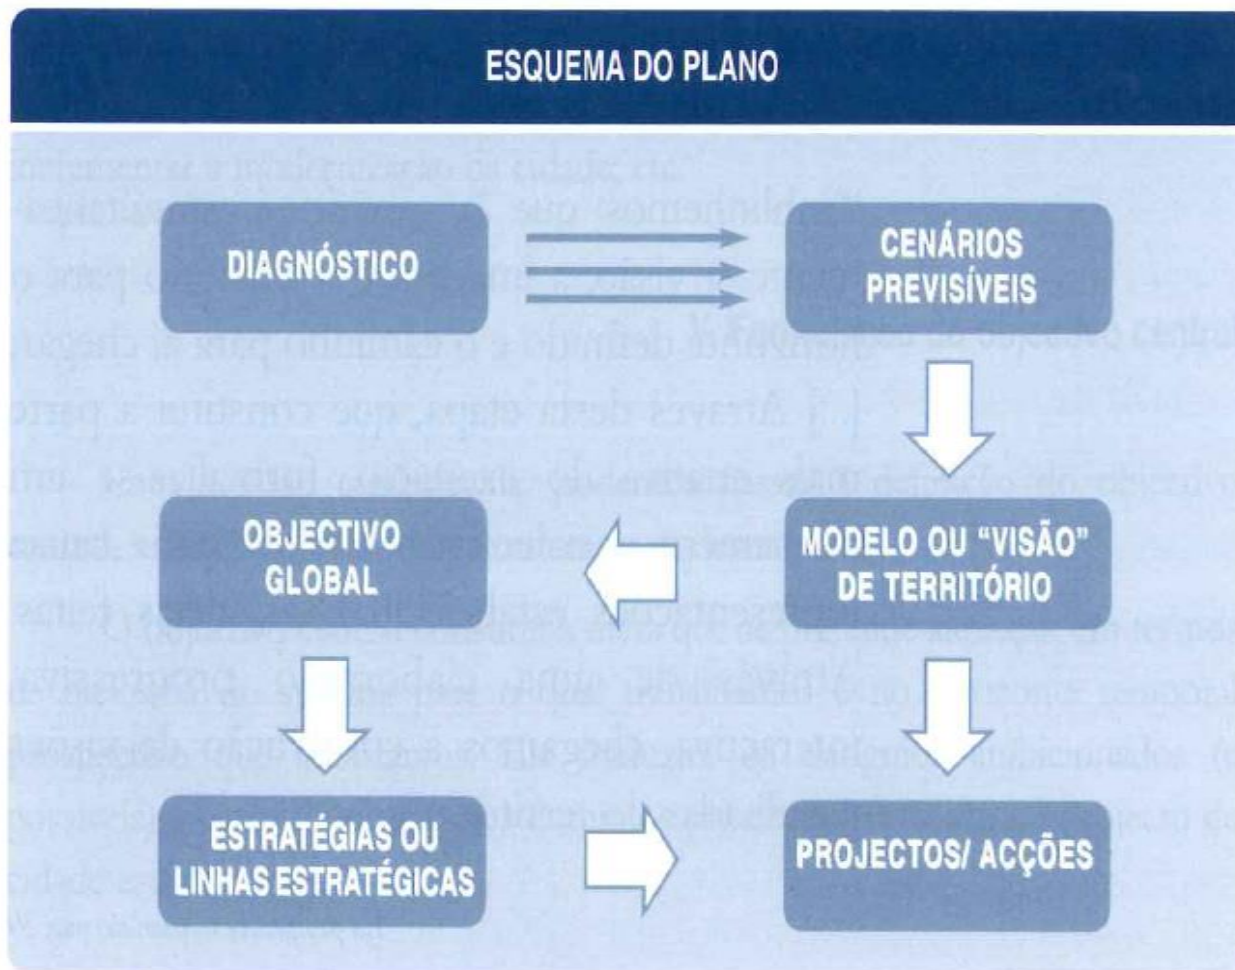 ESQUEMA DO PLANO
DIAGNÓSTICO
CENÁRIOS
PREVISÍVEIS
OBJECTIVO
GLOBAL
MODELO OU “VISÃO”
DE TERRITÓRIO
ESTRATÉGIAS OU
LINHAS ESTRATÉGICAS
PROJECTOS/ ACÇÕES